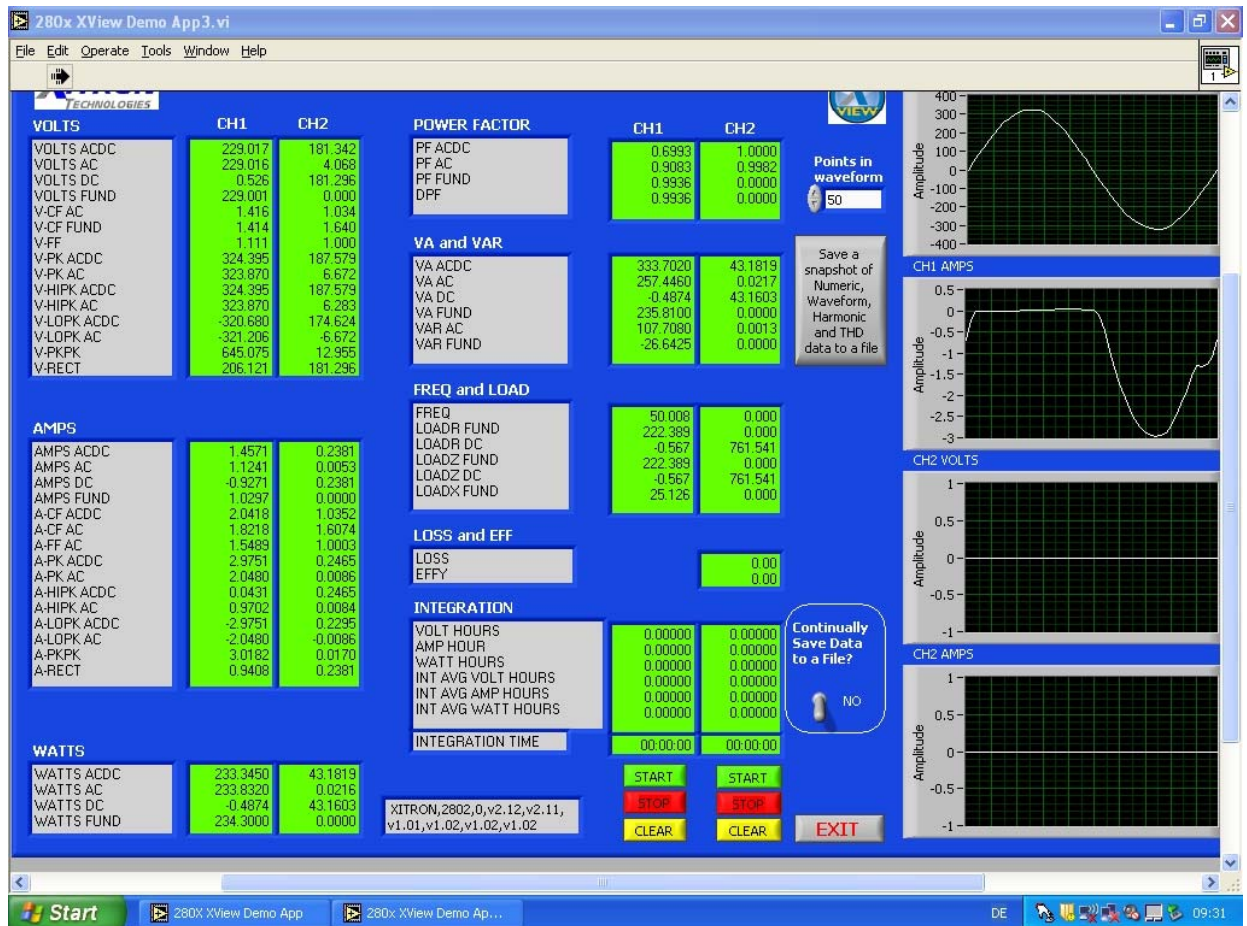 280x XView Demo App3.vi
File Edit Operate Tools Window Help
1
TECHNOLOGIES
VIEW
VOLTS CH1 CH2
VOLTS ACDC 229.017 181.342
VOLTS AC 229.016 4.068
VOLTS DC 0.526 181.296
VOLTS FUND 229.001 0.000
V-CF AC 1.416 1.034
V-CF FUND 1.414 1.640
V-FF 1.111 1.000
V-PK ACDC 324.395 187.579
V-PK AC 323.870 6.672
V-HIPK ACDC 324.395 187.579
V-HIPK AC 323.870 6.283
V-LOPK ACDC -320.680 174.624
V-LOPK AC -321.206 -6.672
V-PKPK 645.075 12.955
V-RECT 206.121 181.296
AMPS
AMPS ACDC 1.4571 0.2381
AMPS AC 1.1241 0.0053
AMPS DC -0.9271 0.2381
AMPS FUND 1.0297 0.0000
A-CF ACDC 2.0418 1.0352
A-CF AC 1.8218 1.6074
A-FF AC 1.5489 1.0003
A-PK ACDC 2.9751 0.2465
A-PK AC 2.0480 0.0086
A-HIPK ACDC 0.0431 0.2465
A-HIPK AC 0.9702 0.0084
A-LOPK ACDC -2.9751 0.2295
A-LOPK AC -2.0480 -0.0086
A-PKPK 3.0182 0.0170
A-RECT 0.9408 0.2381
WATTS
WATTS ACDC 233.3450 43.1819
WATTS AC 233.8320 0.0216
WATTS DC -0.4874 43.1603
WATTS FUND 234.3000 0.0000
POWER FACTOR CH1 CH2
PF ACDC 0.6993 1.0000
PF AC 0.9083 0.9982
PF FUND 0.9936 0.0000
DPF 0.9936 0.0000
VA and VAR
VA ACDC 333.7020 43.1819
VA AC 257.4460 0.0217
VA DC -0.4874 43.1603
VA FUND 235.8100 0.0000
VAR AC 107.7080 0.0013
VAR FUND -26.6425 0.0000
FREQ and LOAD
FREQ 50.008 0.000
LOADR FUND 222.389 0.000
LOADR DC -0.567 761.541
LOADZ FUND 222.389 0.000
LOADZ DC -0.567 761.541
LOADX FUND 25.126 0.000
LOSS and EFF
LOSS 0.00
EFFY 0.00
INTEGRATION
VOLT HOURS 0.00000 0.00000
AMP HOUR 0.00000 0.00000
WATT HOURS 0.00000 0.00000
INT AVG VOLT HOURS 0.00000 0.00000
INT AVG AMP HOURS 0.00000 0.00000
INT AVG WATT HOURS 0.00000 0.00000
INTEGRATION TIME 00:00:00 00:00:00
START START
STOP STOP
CLEAR CLEAR
XITRON,2802,0,v2.12,v2.11,
v1.01,v1.02,v1.02,v1.02
Points in
waveform
50
Save a
snapshot of
Numeric,
Waveform,
Harmonic
and THD
data to a file
Continually
Save Data
to a File?
NO
EXIT
Amplitude
400
300
200
100
0
-100
-200
-300
-400
CH1 AMPS
Amplitude
0.5
0
-0.5
-1
-1.5
-2
-2.5
-3
CH2 VOLTS
Amplitude
1
0.5
0
-0.5
-1
CH2 AMPS
Amplitude
1
0.5
0
-0.5
-1
Start 280X XView Demo App 280x XView Demo Ap... DE 09:31